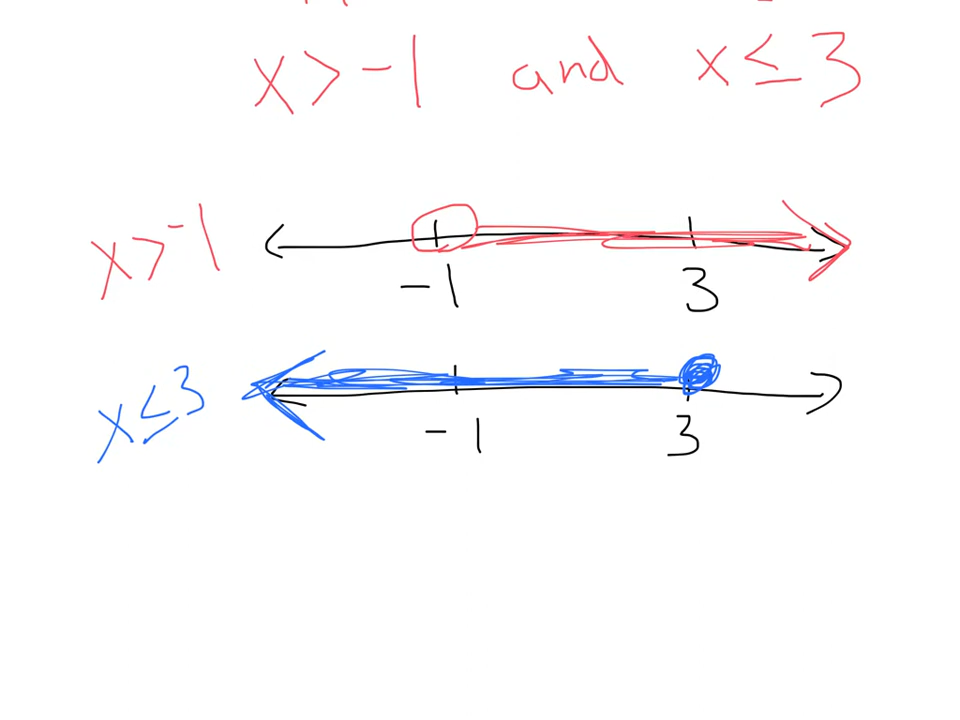 x > -1 and x ≤ 3
x > -1
-1 3
x ≤ 3
-1 3